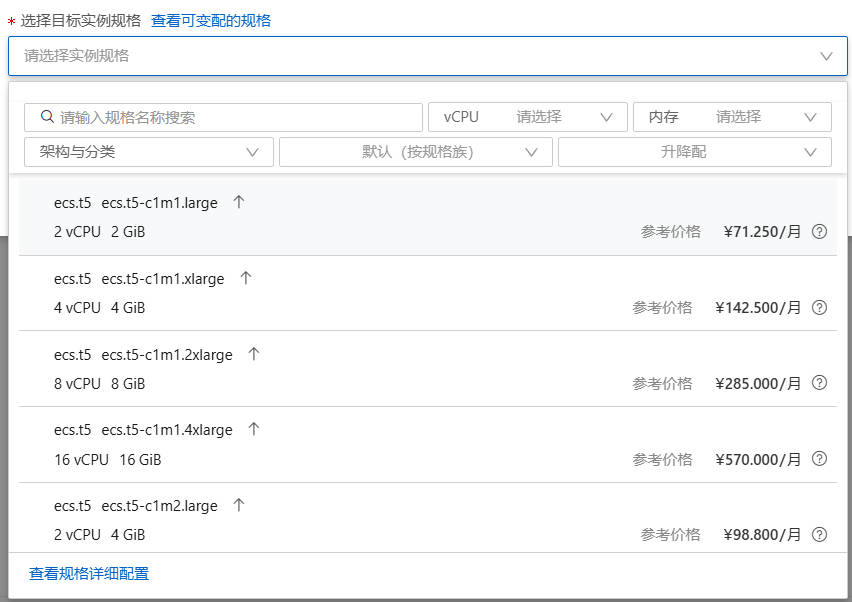 * 选择目标实例规格 查看可变配的规格
请选择实例规格
请输入规格名称搜索 vCPU 请选择 内存 请选择
架构与分类 默认（按规格族） 升降配
ecs.t5 ecs.t5-c1m1.large ↑
2 vCPU 2 GiB 参考价格 ¥71.250/月
ecs.t5 ecs.t5-c1m1.xlarge ↑
4 vCPU 4 GiB 参考价格 ¥142.500/月
ecs.t5 ecs.t5-c1m1.2xlarge ↑
8 vCPU 8 GiB 参考价格 ¥285.000/月
ecs.t5 ecs.t5-c1m1.4xlarge ↑
16 vCPU 16 GiB 参考价格 ¥570.000/月
ecs.t5 ecs.t5-c1m2.large ↑
2 vCPU 4 GiB 参考价格 ¥98.800/月
查看规格详细配置